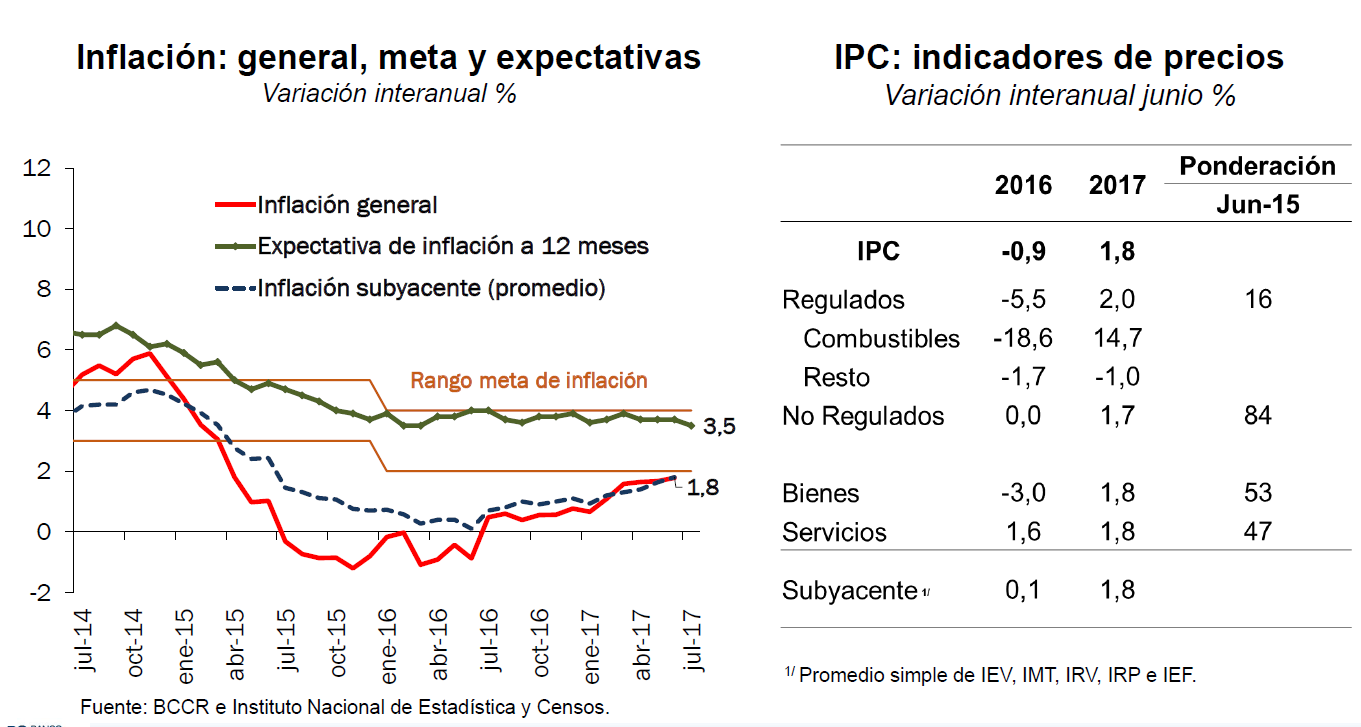 Inflación: general, meta y expectativas
Variación interanual %
12
10
8
6
4
2
0
-2
Inflación general
Expectativa de inflación a 12 meses
Inflación subyacente (promedio)
Rango meta de inflación
3,5
1,8
jul-14
oct-14
ene-15
abr-15
jul-15
oct-15
ene-16
abr-16
jul-16
oct-16
ene-17
abr-17
jul-17
Fuente: BCCR e Instituto Nacional de Estadística y Censos.
IPC: indicadores de precios
Variación interanual junio %
2016 2017 Ponderación
Jun-15
IPC -0,9 1,8
Regulados -5,5 2,0 16
Combustibles -18,6 14,7
Resto -1,7 -1,0
No Regulados 0,0 1,7 84
Bienes -3,0 1,8 53
Servicios 1,6 1,8 47
Subyacente 1/ 0,1 1,8
1/ Promedio simple de IEV, IMT, IRV, IRP e IEF.